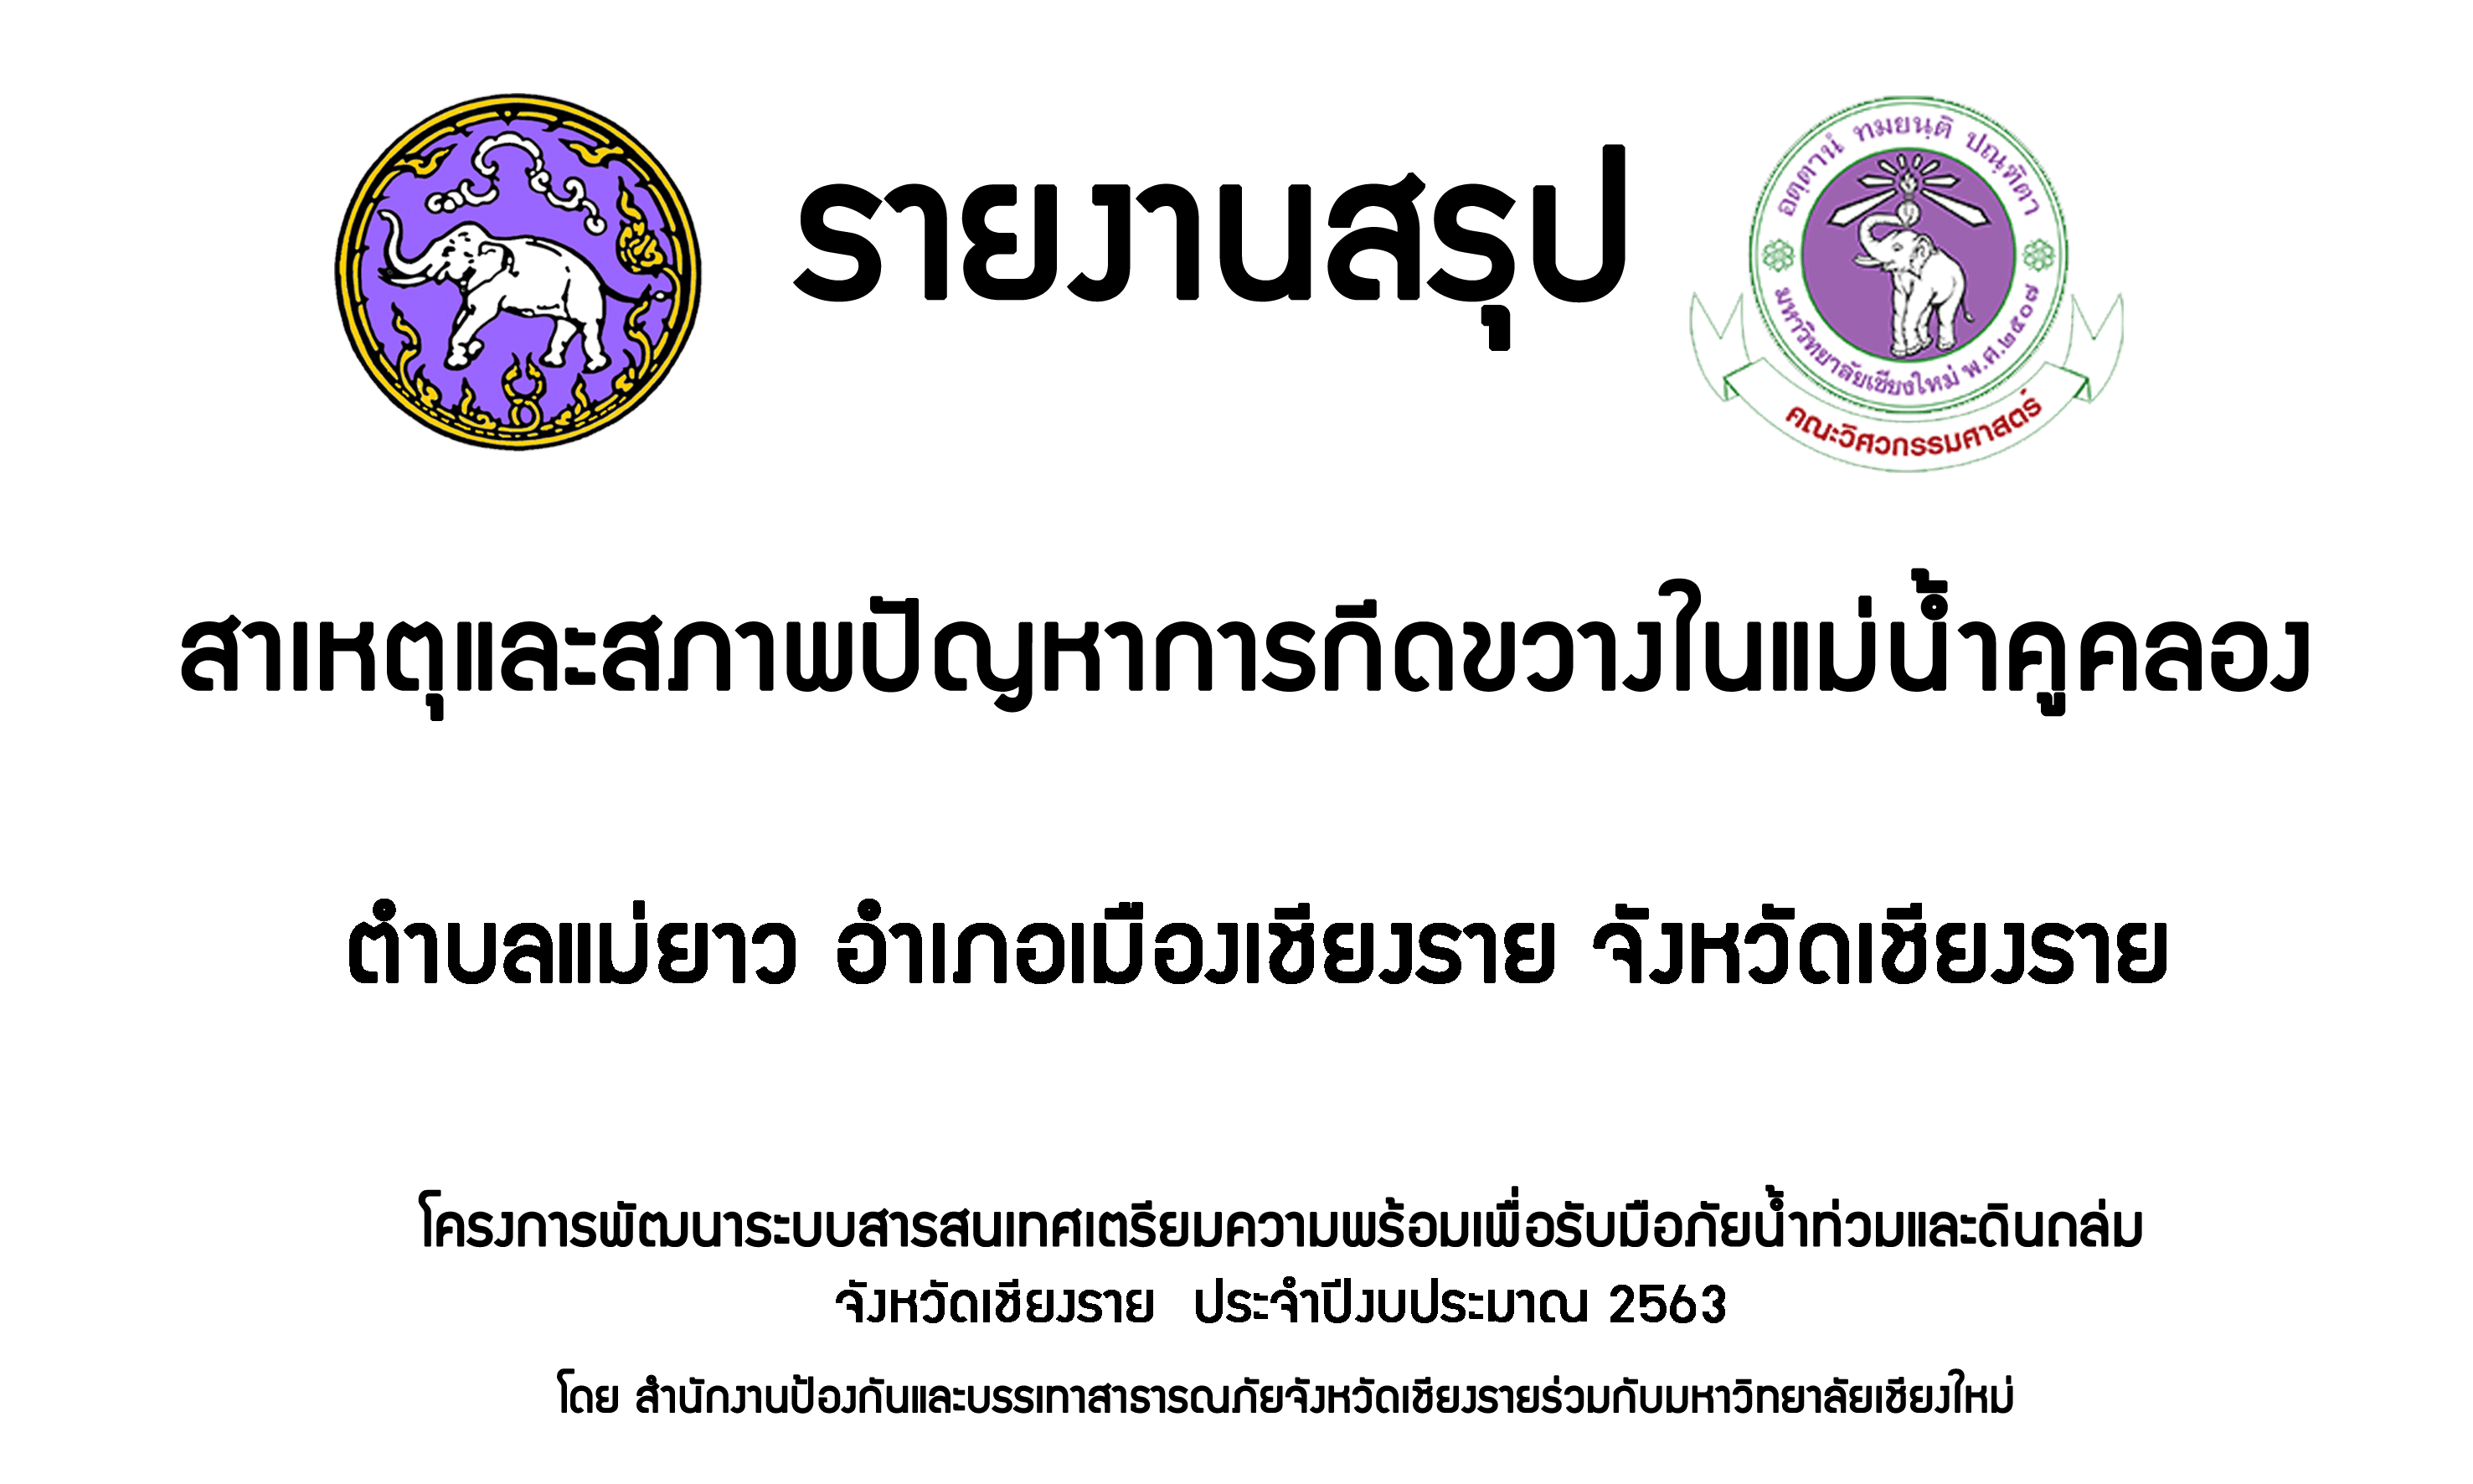 รายงานสรุป
อตฺตานํ ทมยนฺติ ปณฺฑิตา
มหาวิทยาลัยเชียงใหม่ พ.ศ.๒๕๐๗
คณะวิศวกรรมศาสตร์
สาเหตุและสภาพปัญหาการกีดขวางในแม่น้ำคูคลอง
ตำบลแม่ยาว อำเภอเมืองเชียงราย จังหวัดเชียงราย
โครงการพัฒนาระบบสารสนเทศเตรียมความพร้อมเพื่อรับมือภัยน้ำท่วมและดินถล่ม
จังหวัดเชียงราย ประจำปีงบประมาณ 2563
โดย สำนักงานป้องกันและบรรเทาสาธารณภัยจังหวัดเชียงรายร่วมกับมหาวิทยาลัยเชียงใหม่